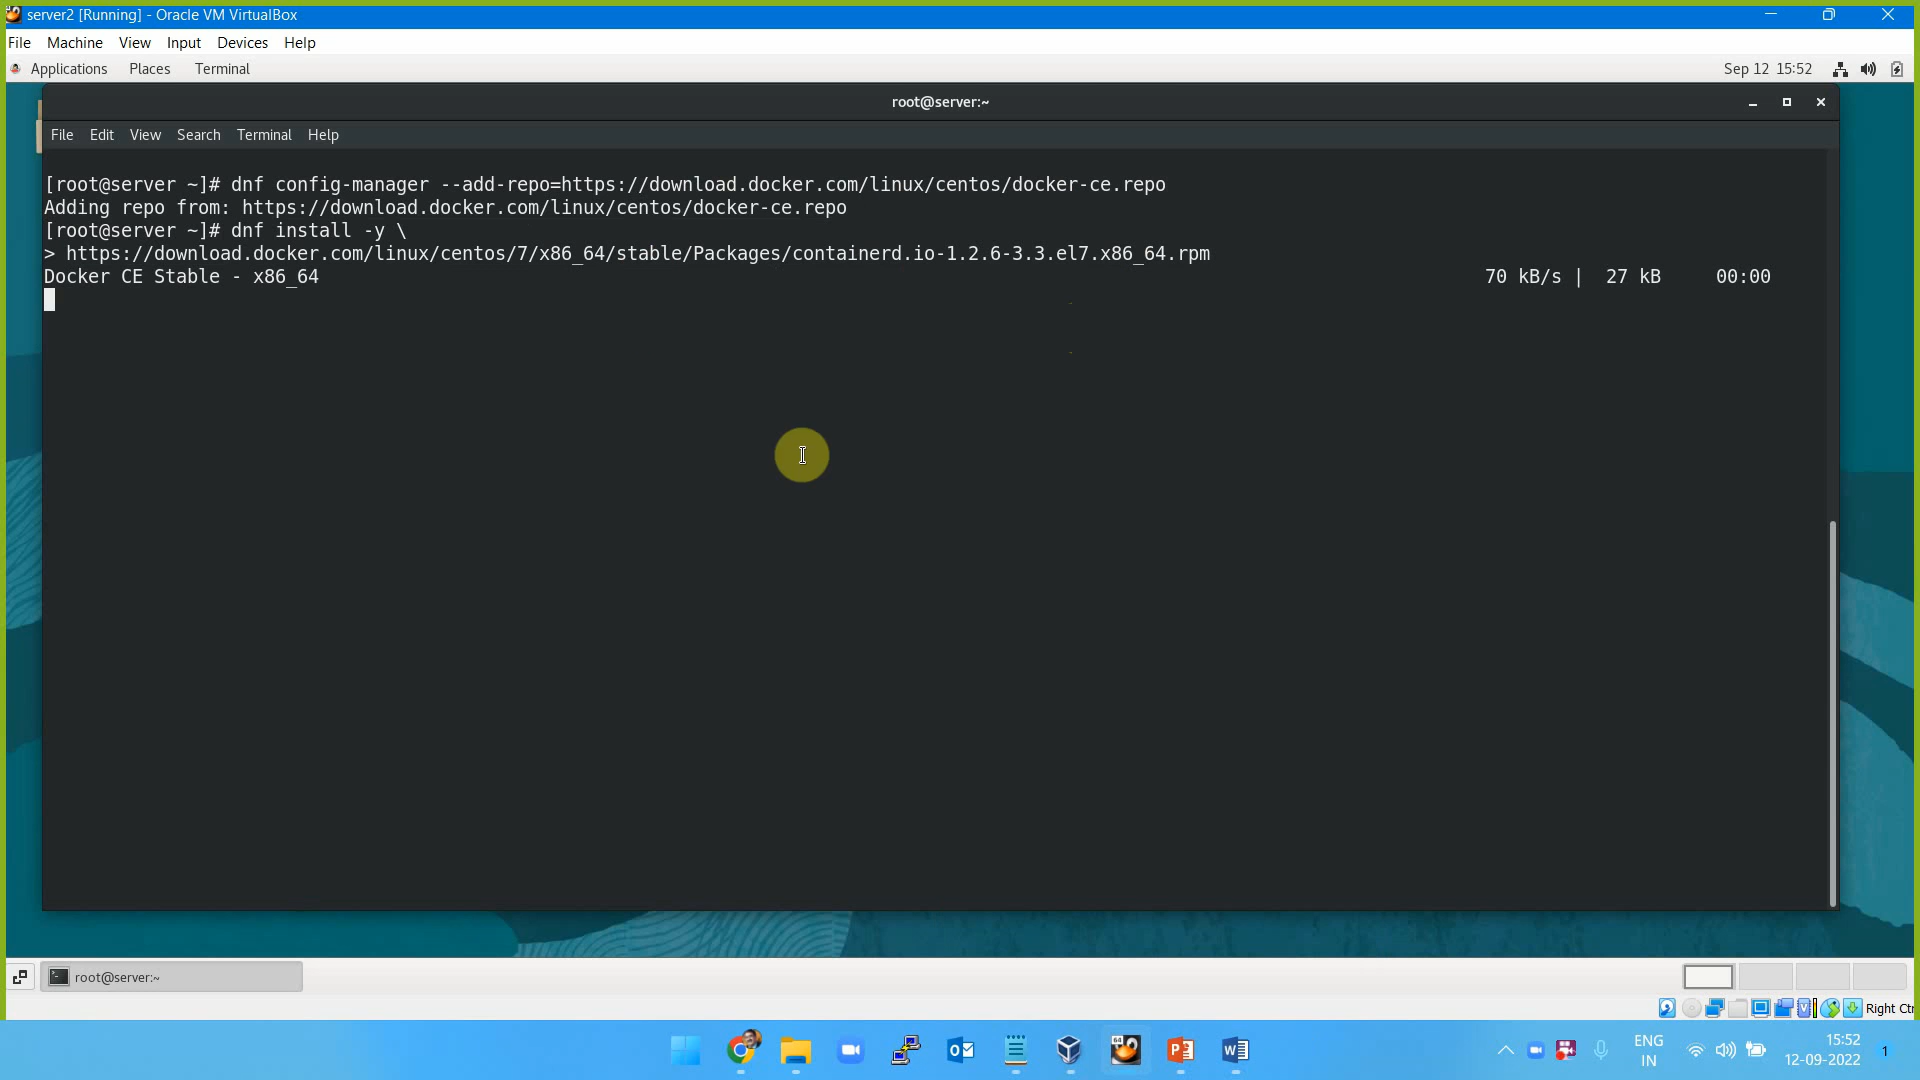 server2 [Running] - Oracle VM VirtualBox
File Machine View Input Devices Help
Applications Places Terminal Sep 12 15:52
root@server:~
File Edit View Search Terminal Help
[root@server ~]# dnf config-manager --add-repo=https://download.docker.com/linux/centos/docker-ce.repo
Adding repo from: https://download.docker.com/linux/centos/docker-ce.repo
[root@server ~]# dnf install -y \
> https://download.docker.com/linux/centos/7/x86_64/stable/Packages/containerd.io-1.2.6-3.3.el7.x86_64.rpm
Docker CE Stable - x86_64 70 kB/s | 27 kB 00:00
root@server:~
Right Ctr
ENG
IN
15:52
12-09-2022
1